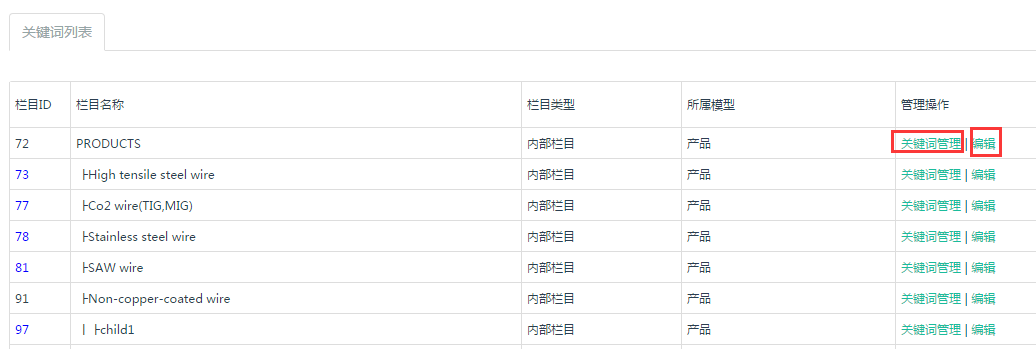 关键词列表
栏目ID 栏目名称 栏目类型 所属模型 管理操作
72 PRODUCTS 内部栏目 产品 关键词管理 | 编辑
73 ├High tensile steel wire 内部栏目 产品 关键词管理 | 编辑
77 ├Co2 wire(TIG,MIG) 内部栏目 产品 关键词管理 | 编辑
78 ├Stainless steel wire 内部栏目 产品 关键词管理 | 编辑
81 ├SAW wire 内部栏目 产品 关键词管理 | 编辑
91 ├Non-copper-coated wire 内部栏目 产品 关键词管理 | 编辑
97 │ ├child1 内部栏目 产品 关键词管理 | 编辑